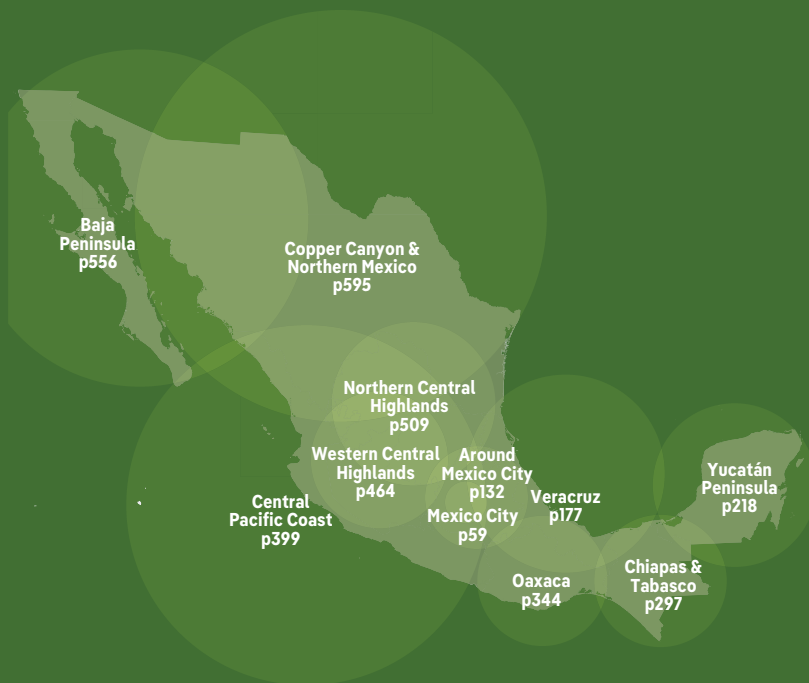 Baja
Peninsula
p556
Copper Canyon &
Northern Mexico
p595
Northern Central
Highlands
p509
Western Central
Highlands
p464
Around
Mexico City
p132
Mexico City
p59
Veracruz
p177
Yucatán
Peninsula
p218
Central
Pacific Coast
p399
Oaxaca
p344
Chiapas &
Tabasco
p297